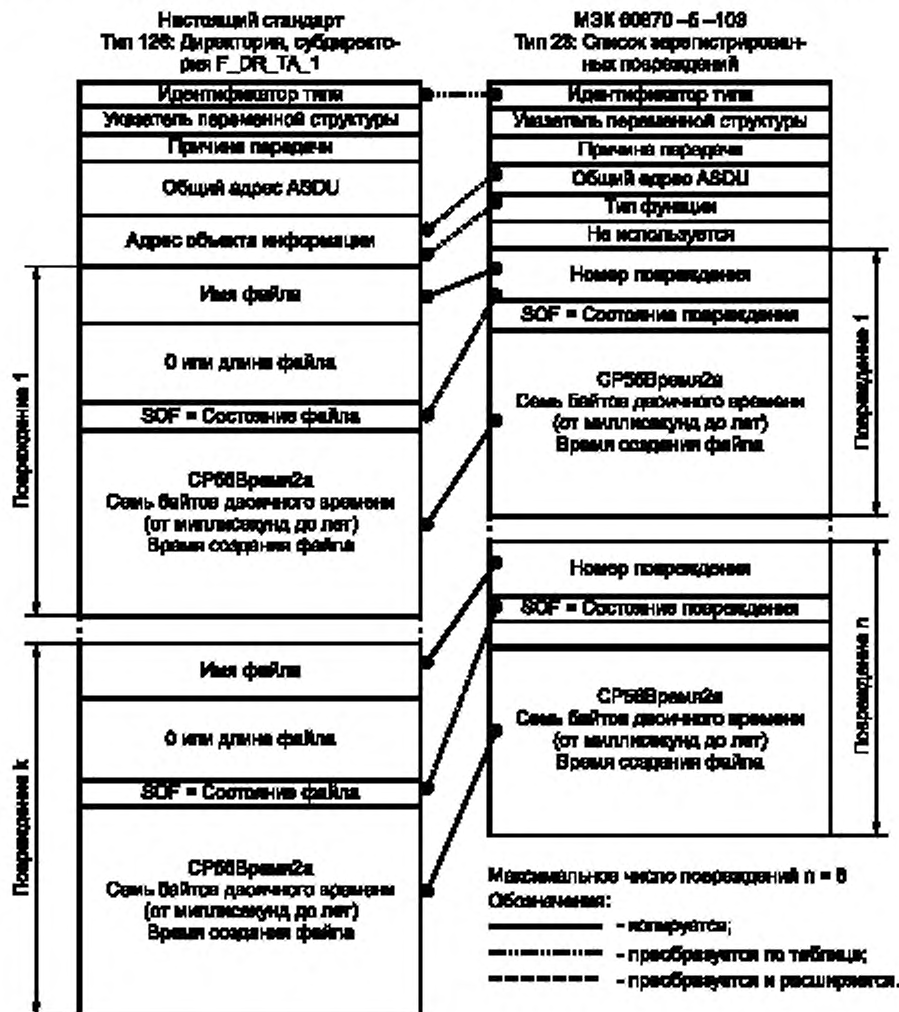 Настоящий стандарт
Тип 126: Директория, субдиректо-
рия F_DR_TA_1
Идентификатор типа
Указатель переменной структуры
Причина передачи
Общий адрес ASDU
Адрес объекта информации
Повреждение 1
Имя файла
0 или длина файла
SOF = Состояние файла
CP56Время2а
Семь байтов двоичного времени
(от миллисекунд до лет)
Время создания файла
Повреждение k
Имя файла
0 или длина файла
SOF = Состояние файла
CP56Время2а
Семь байтов двоичного времени
(от миллисекунд до лет)
Время создания файла
МЭК 60870–5–103
Тип 23: Список зарегистрирован-
ных повреждений
Идентификатор типа
Указатель переменной структуры
Причина передачи
Общий адрес ASDU
Тип функции
Не используется
Номер повреждения
SOF = Состояние повреждения
CP56Время2а
Семь байтов двоичного времени
(от миллисекунд до лет)
Время создания файла
Повреждение 1
Номер повреждения
SOF = Состояние повреждения
CP56Время2а
Семь байтов двоичного времени
(от миллисекунд до лет)
Время создания файла
Повреждение n
Максимальное число повреждений n = 8
Обозначения:
- копируется;
- преобразуется по таблице;
- преобразуется и расширяется.